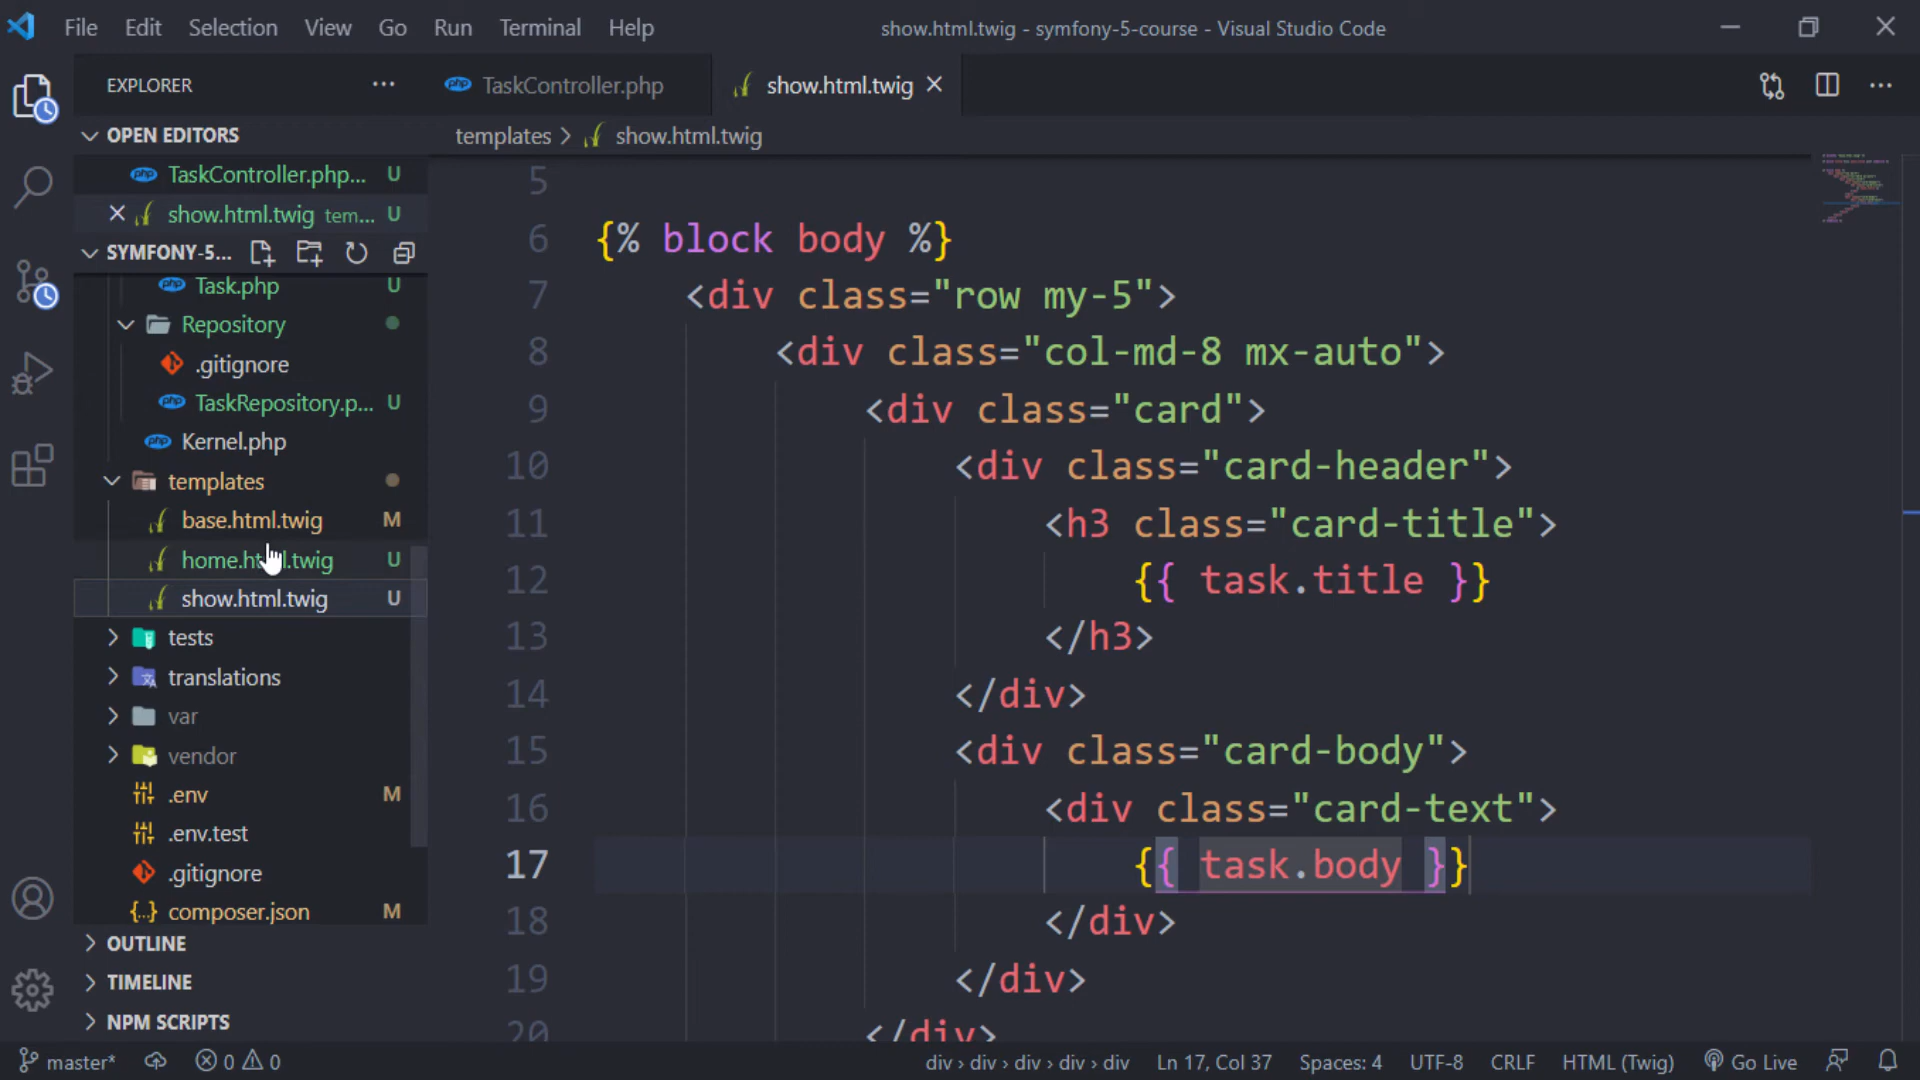 File Edit Selection View Go Run Terminal Help show.html.twig - symfony-5-course - Visual Studio Code
EXPLORER
TaskController.php show.html.twig
OPEN EDITORS
templates > show.html.twig
TaskController.php... U
show.html.twig tem... U
SYMFONY-5...
Task.php U
Repository
.gitignore
TaskRepository.p... U
Kernel.php
templates
base.html.twig M
home.html.twig U
show.html.twig U
tests
translations
var
vendor
.env M
.env.test
.gitignore
composer.json M
OUTLINE
TIMELINE
NPM SCRIPTS
5
6 {% block body %}
7 <div class="row my-5">
8 <div class="col-md-8 mx-auto">
9 <div class="card">
10 <div class="card-header">
11 <h3 class="card-title">
12 {{ task.title }}
13 </h3>
14 </div>
15 <div class="card-body">
16 <div class="card-text">
17 {{ task.body }}
18 </div>
19 </div>
20 </div>
master* 0 0 div › div › div › div › div Ln 17, Col 37 Spaces: 4 UTF-8 CRLF HTML (Twig) Go Live